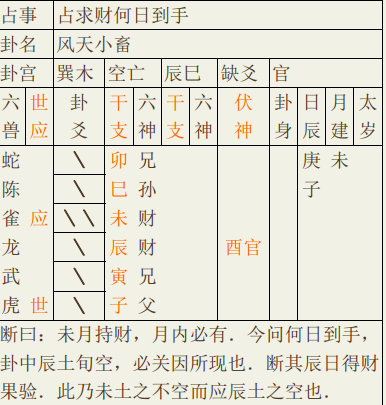 占事 占求财何日到手
卦名 风天小畜
卦宫 巽木 空亡 辰巳 缺爻 官
六兽 世应 卦爻 干支 六神 干支 六神 伏神 卦身 日辰 月建 太岁
蛇 \ 卯 兄 庚 未
陈 \ 巳 孙 子
雀 应 \\ 未 财
龙 \ 辰 财 酉官
武 \ 寅 兄
虎 世 \ 子 父
断曰：未月持财，月内必有．今问何日到手，
卦中辰土旬空，必关因所现也．断其辰日得财
果验．此乃未土之不空而应辰土之空也．